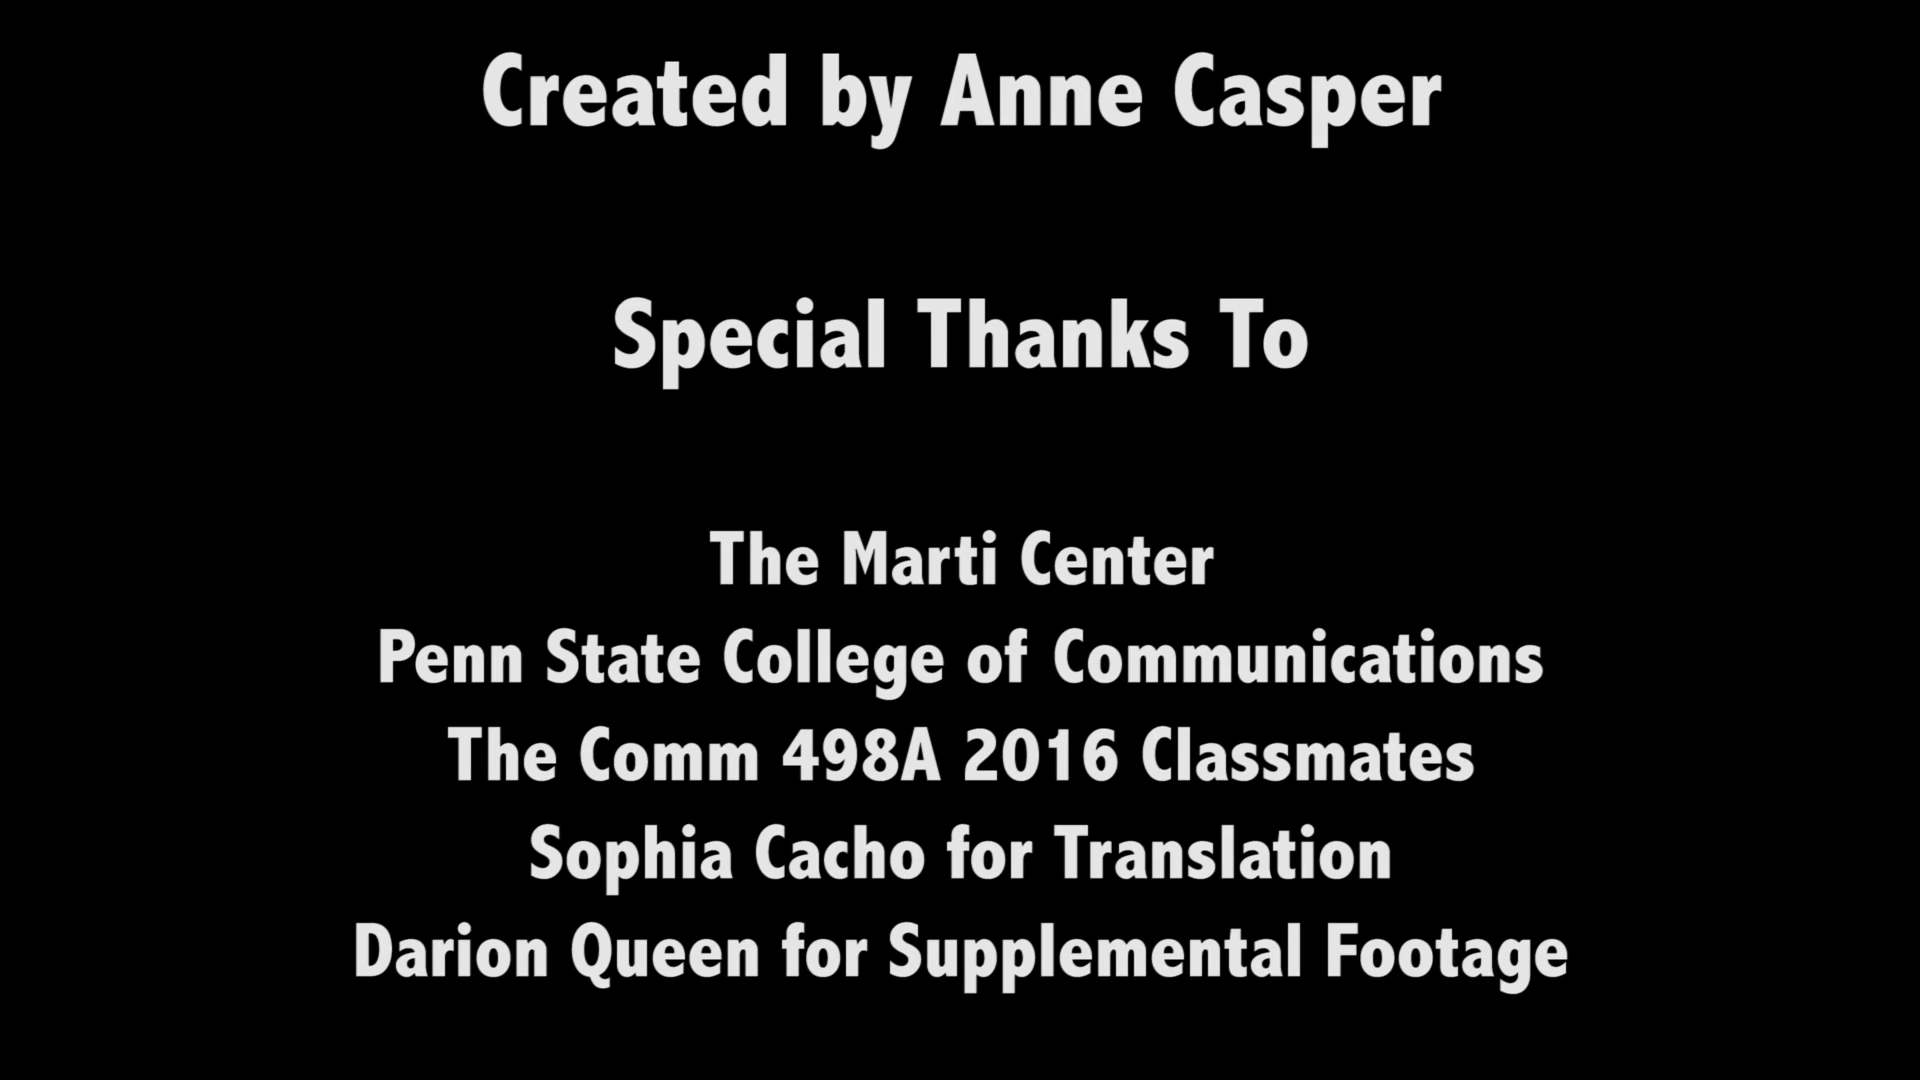 Created by Anne Casper
Special Thanks To
The Marti Center
Penn State College of Communications
The Comm 498A 2016 Classmates
Sophia Cacho for Translation
Darion Queen for Supplemental Footage